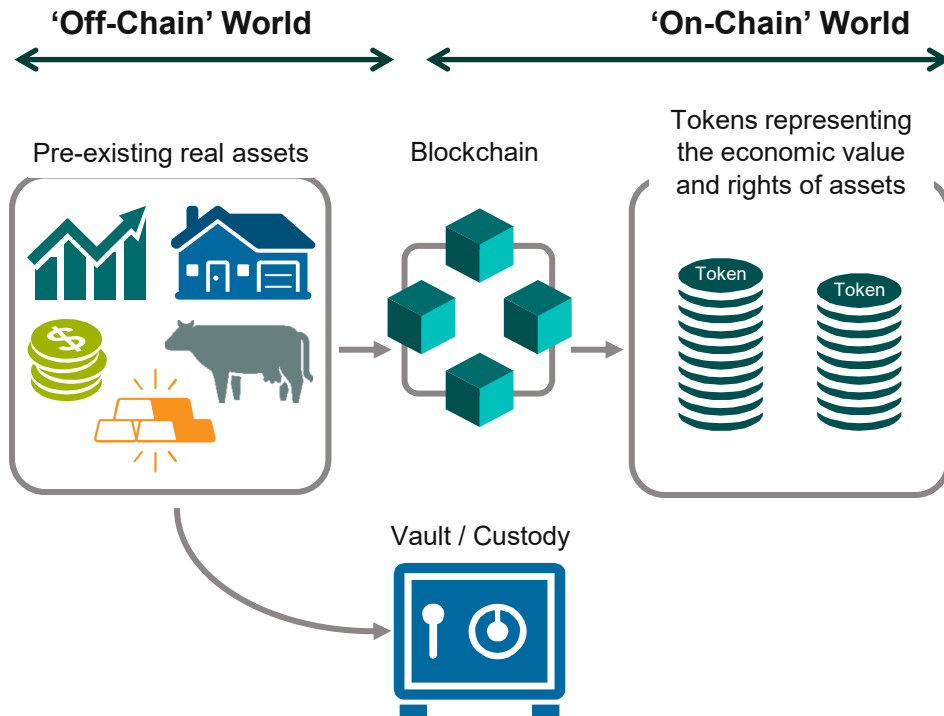 ‘Off-Chain’ World
‘On-Chain’ World
Pre-existing real assets
Blockchain
Tokens representing
the economic value
and rights of assets
$
Token
Token
Vault / Custody